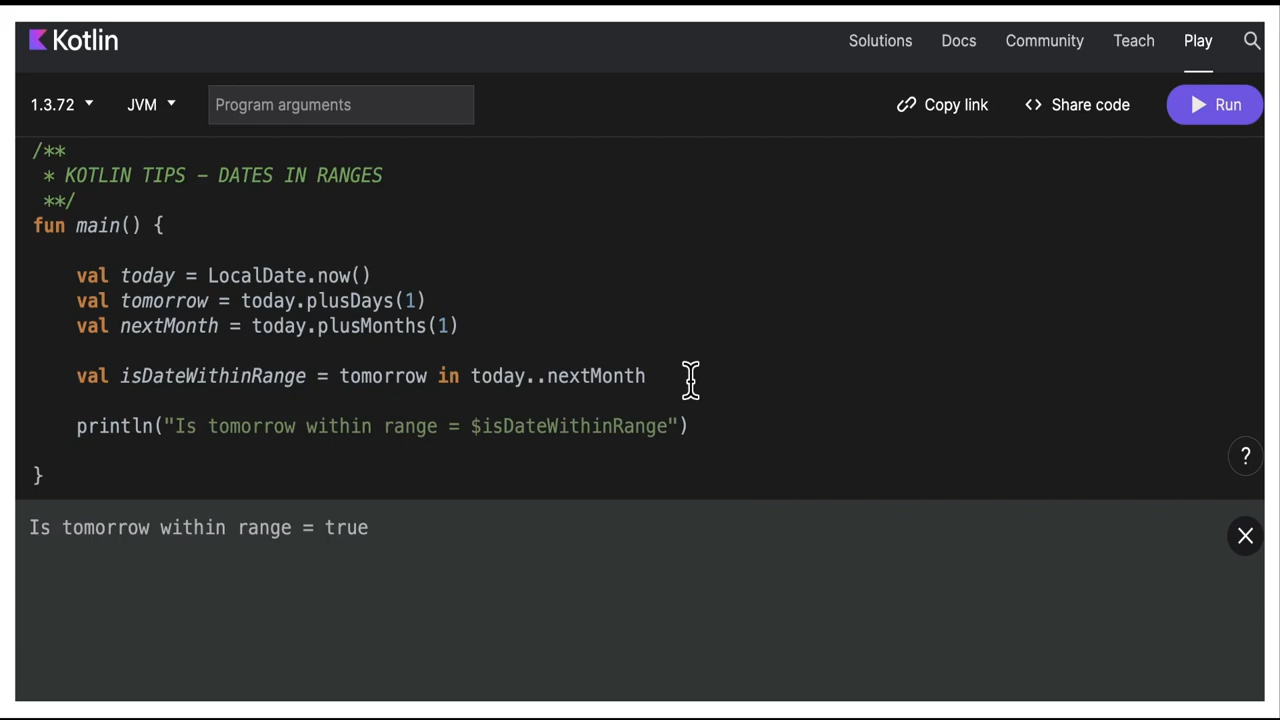 Kotlin
Solutions Docs Community Teach Play
1.3.72 JVM Program arguments Copy link <> Share code Run
/**
* KOTLIN TIPS – DATES IN RANGES
**/
fun main() {
val today = LocalDate.now()
val tomorrow = today.plusDays(1)
val nextMonth = today.plusMonths(1)
val isDateWithinRange = tomorrow in today..nextMonth
println("Is tomorrow within range = $isDateWithinRange")
}
?
Is tomorrow within range = true